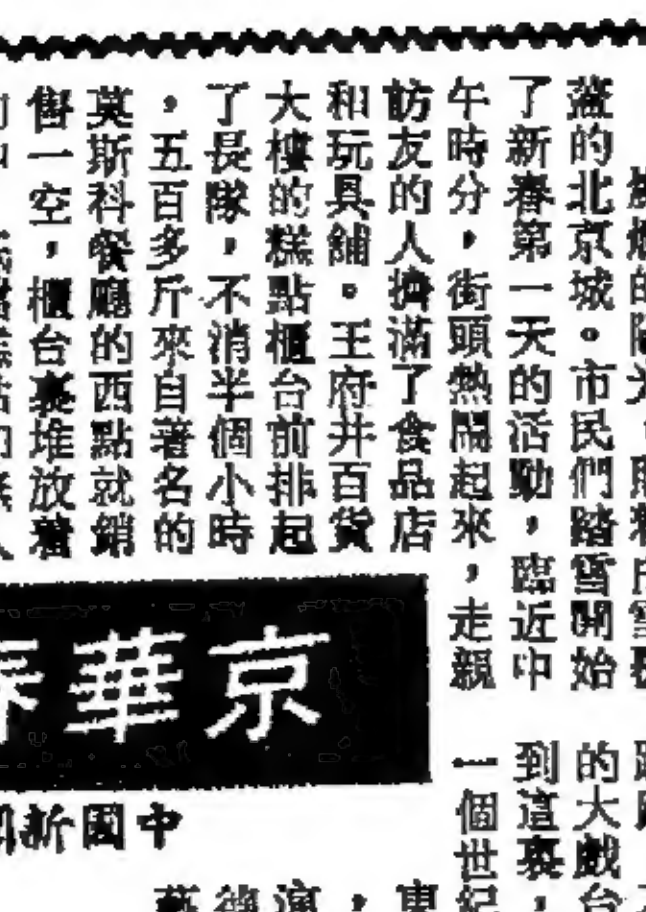 蓋的北京城。市民們踏雪開始
了新春第一天的活動，臨近中
午時分，街頭熱鬧起來，走親
訪友的人擠滿了食品店
和玩具舖。王府井百貨
大樓的糕點櫃台前排起
了長隊，不消半個小時
，五百多斤來自著名的
莫斯科餐廳的西點就銷
售一空，櫃台裏堆放着
京華
中國新
的大戲台
到這裏，
一個世紀